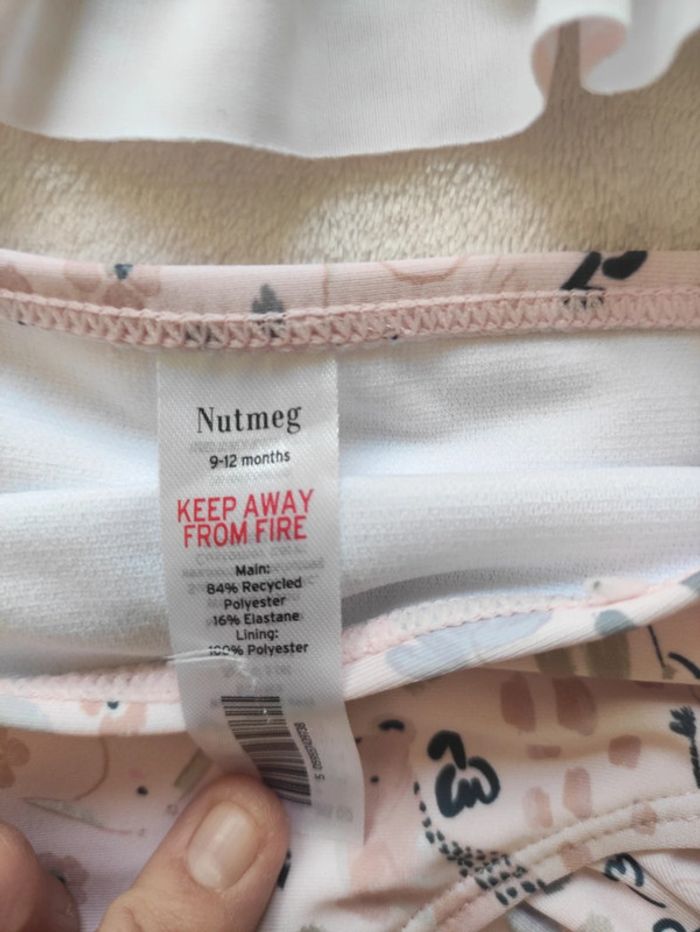 Nutmeg
9-12 months
KEEP AWAY
FROM FIRE
Main:
84% Recycled
Polyester
16% Elastane
Lining:
100% Polyester